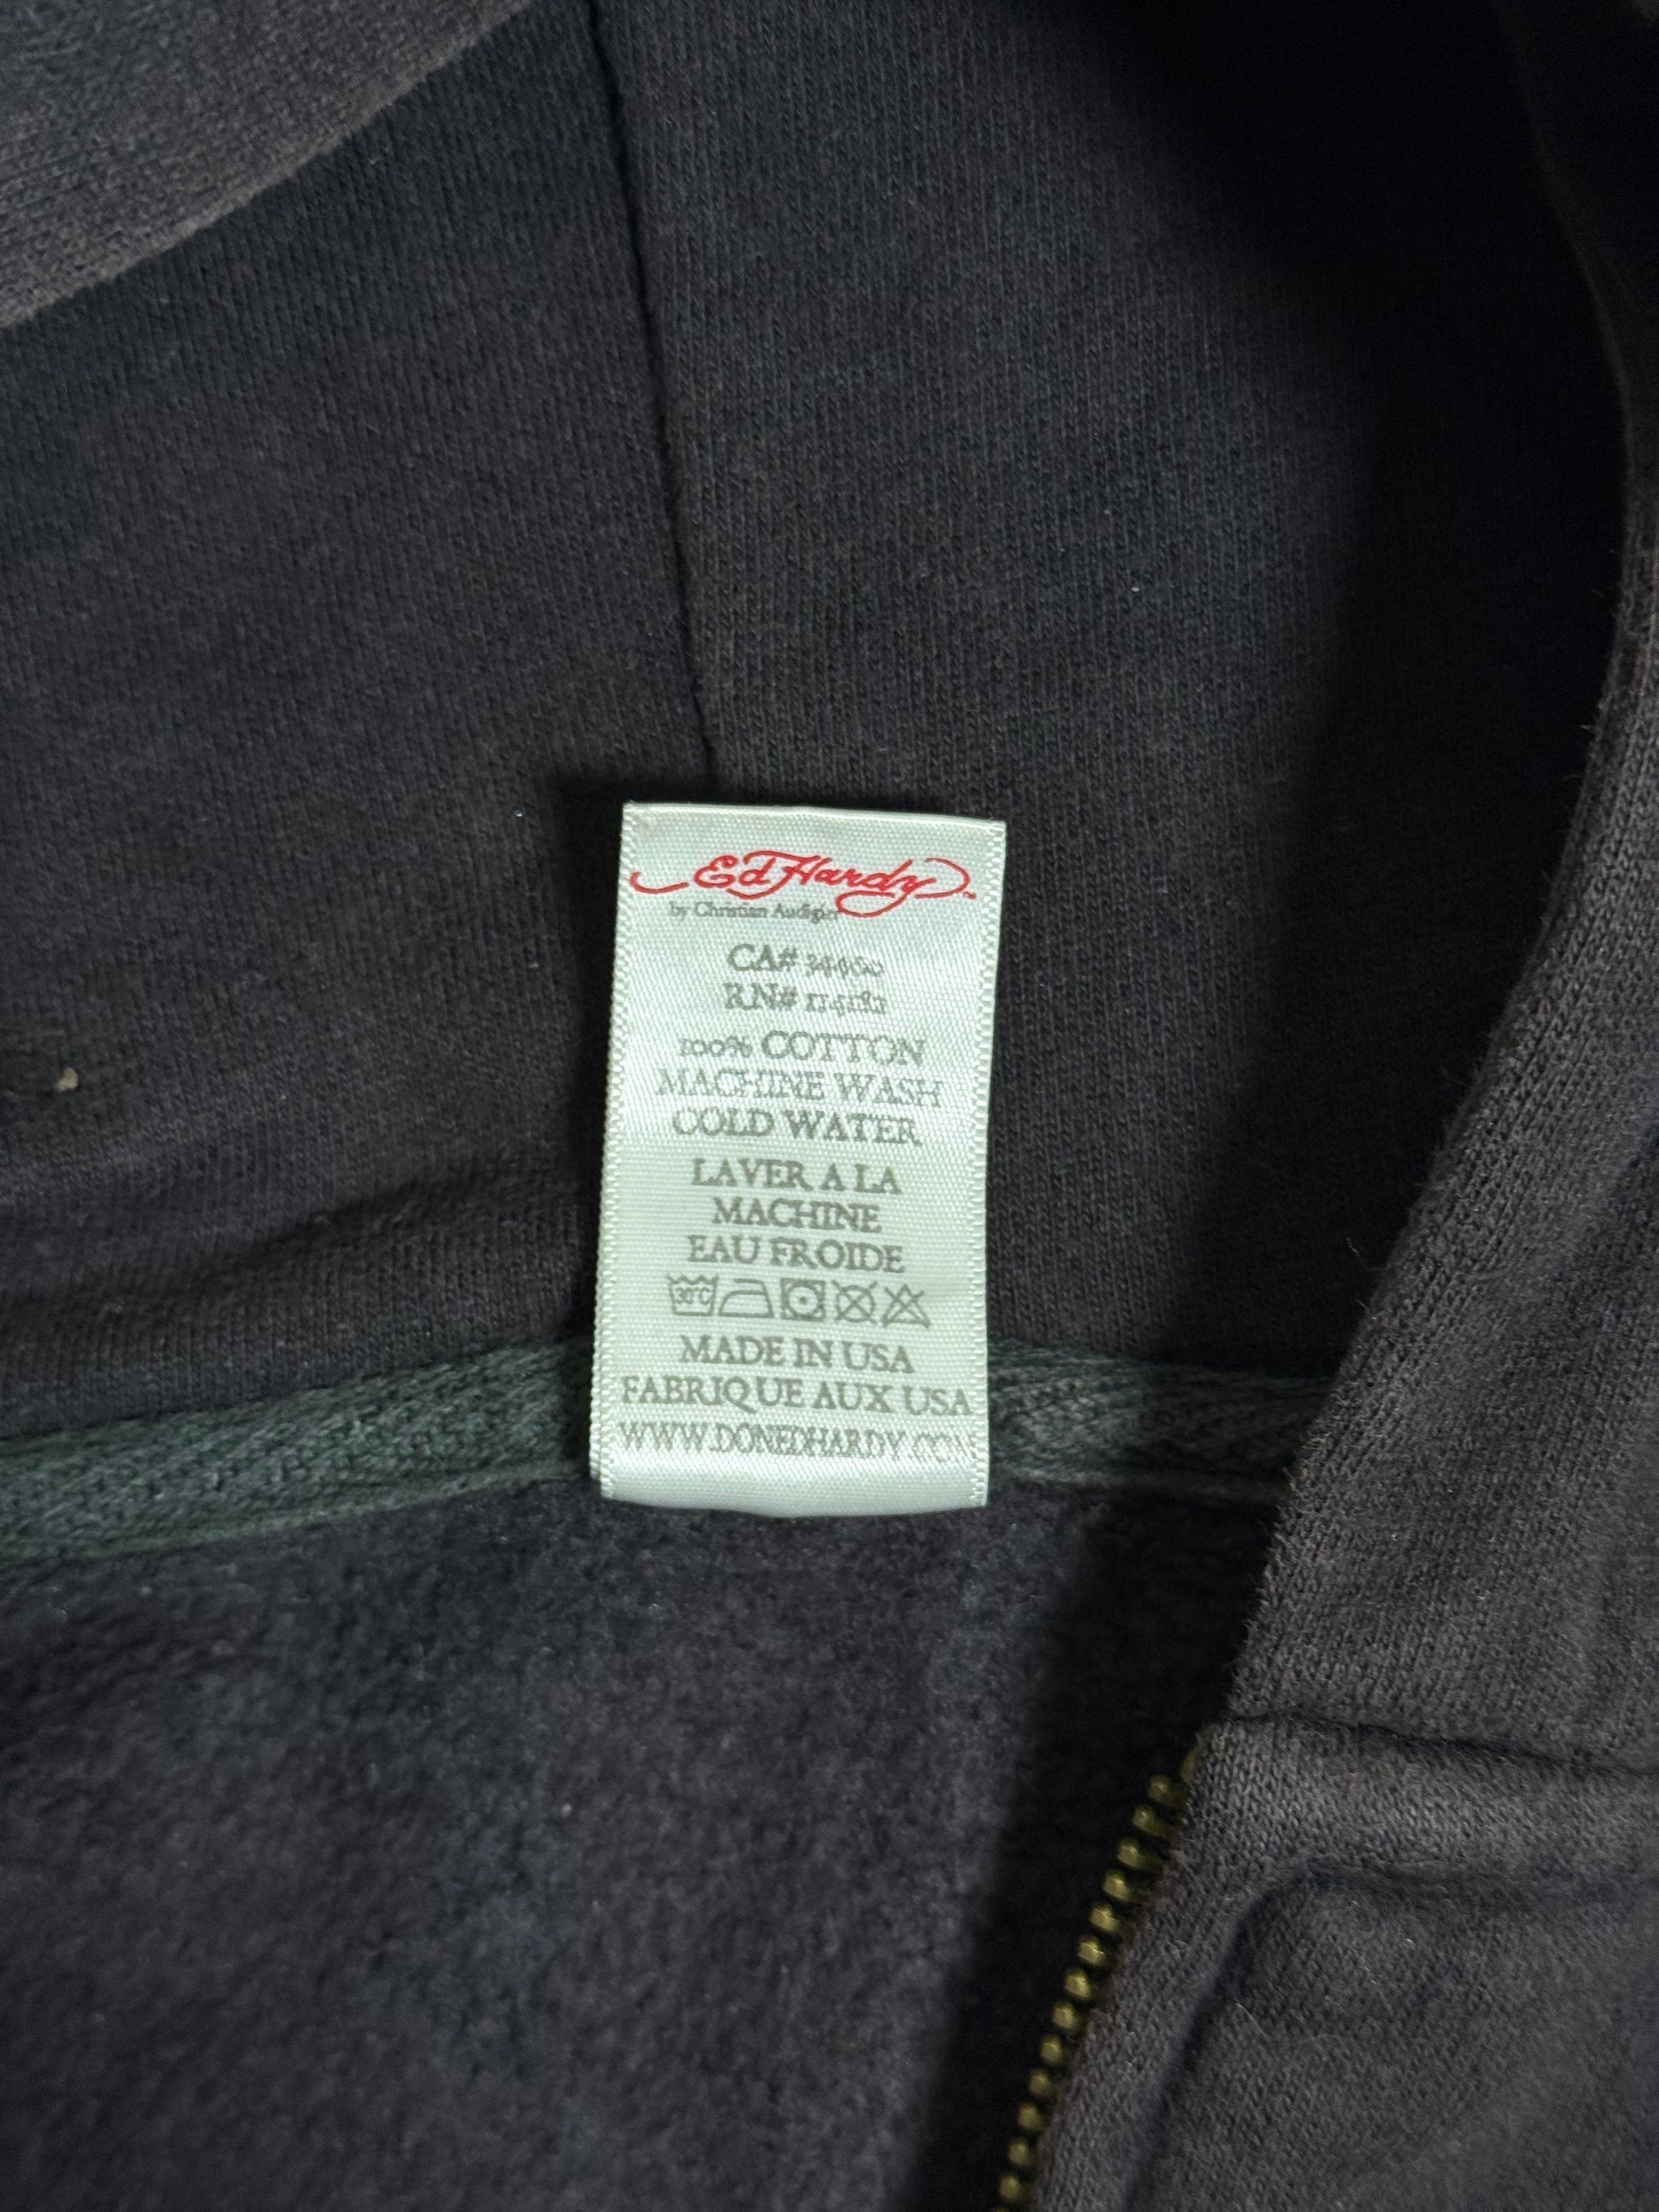 Ed Hardy
by Christian Audigier
CA#
RN# 114182
100% COTTON
MACHINE WASH
COLD WATER
LAVER A LA
MACHINE
EAU FROIDE
30°C
MADE IN USA
FABRIQUE AUX USA
WWW.DONEDHARDY.COM